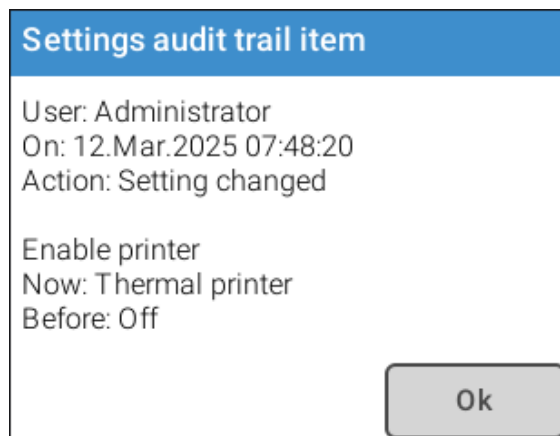 Settings audit trail item
User: Administrator
On: 12.Mar.2025 07:48:20
Action: Setting changed
Enable printer
Now: Thermal printer
Before: Off
Ok